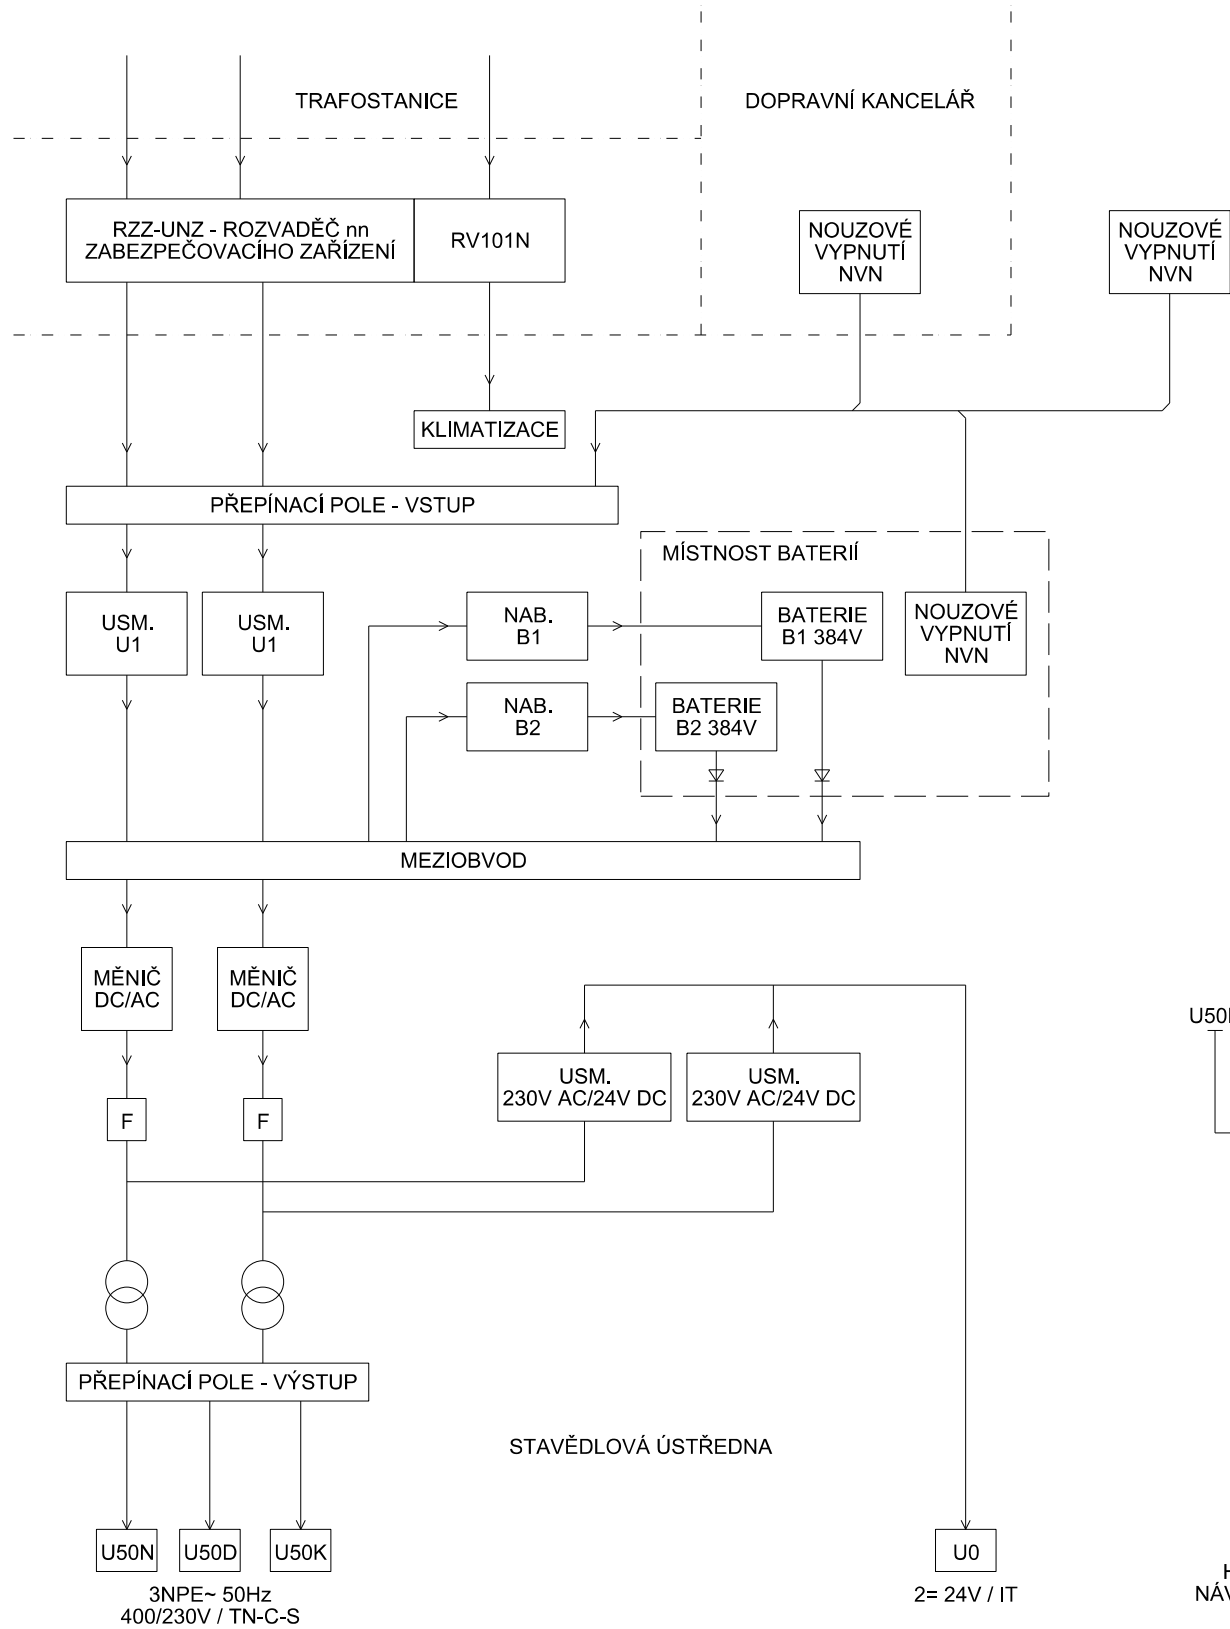 TRAFOSTANICE
DOPRAVNÍ KANCELÁŘ
RZZ-UNZ - ROZVADĚČ nn
ZABEZPEČOVACÍHO ZAŘÍZENÍ
RV101N
NOUZOVÉ
VYPNUTÍ
NVN
NOUZOVÉ
VYPNUTÍ
NVN
KLIMATIZACE
PŘEPÍNACÍ POLE - VSTUP
MÍSTNOST BATERIÍ
USM.
U1
USM.
U1
NAB.
B1
BATERIE
B1 384V
NOUZOVÉ
VYPNUTÍ
NVN
NAB.
B2
BATERIE
B2 384V
MEZIOBVOD
MĚNIČ
DC/AC
MĚNIČ
DC/AC
USM.
230V AC/24V DC
USM.
230V AC/24V DC
F
F
PŘEPÍNACÍ POLE - VÝSTUP
STAVĚDLOVÁ ÚSTŘEDNA
U50N
U50D
U50K
3NPE~ 50Hz
400/230V / TN-C-S
U0
2= 24V / IT